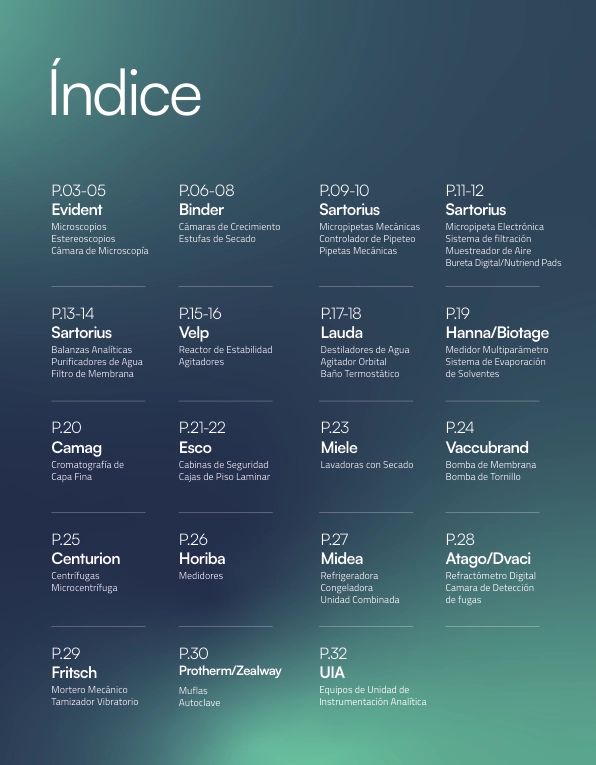 Índice
P.03-05
Evident
Microscopios
Estereoscopios
Cámara de Microscopía
P.06-08
Binder
Cámaras de Crecimiento
Estufas de Secado
P.09-10
Sartorius
Micropipetas Mecánicas
Controlador de Pipeteo
Pipetas Mecánicas
P.11-12
Sartorius
Micropipeta Electrónica
Sistema de filtración
Muestreador de Aire
Bureta Digital/Nutriend Pads
P.13-14
Sartorius
Balanzas Analíticas
Purificadores de Agua
Filtro de Membrana
P.15-16
Velp
Reactor de Estabilidad
Agitadores
P.17-18
Lauda
Destiladores de Agua
Agitador Orbital
Baño Termostático
P.19
Hanna/Biotage
Medidor Multiparámetro
Sistema de Evaporación
de Solventes
P.20
Camag
Cromatografía de
Capa Fina
P.21-22
Esco
Cabinas de Seguridad
Cajas de Piso Laminar
P.23
Miele
Lavadoras con Secado
P.24
Vaccubrand
Bomba de Membrana
Bomba de Tornillo
P.25
Centurion
Centrífugas
Microcentrífuga
P.26
Horiba
Medidores
P.27
Midea
Refrigeradora
Congeladora
Unidad Combinada
P.28
Atago/Dvaci
Refractómetro Digital
Camara de Detección
de fugas
P.29
Fritsch
Mortero Mecánico
Tamizador Vibratorio
P.30
Protherm/Zealway
Muflas
Autoclave
P.32
UIA
Equipos de Unidad de
Instrumentación Analítica